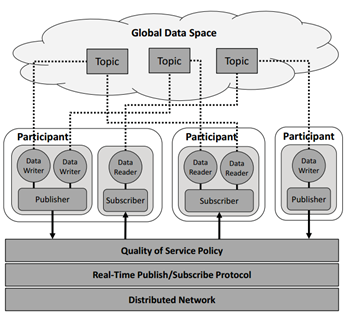 Global Data Space
Topic
Topic
Topic
Participant
Participant
Participant
Data
Writer
Data
Writer
Data
Reader
Data
Reader
Data
Reader
Data
Writer
Publisher
Subscriber
Subscriber
Publisher
Quality of Service Policy
Real-Time Publish/Subscribe Protocol
Distributed Network